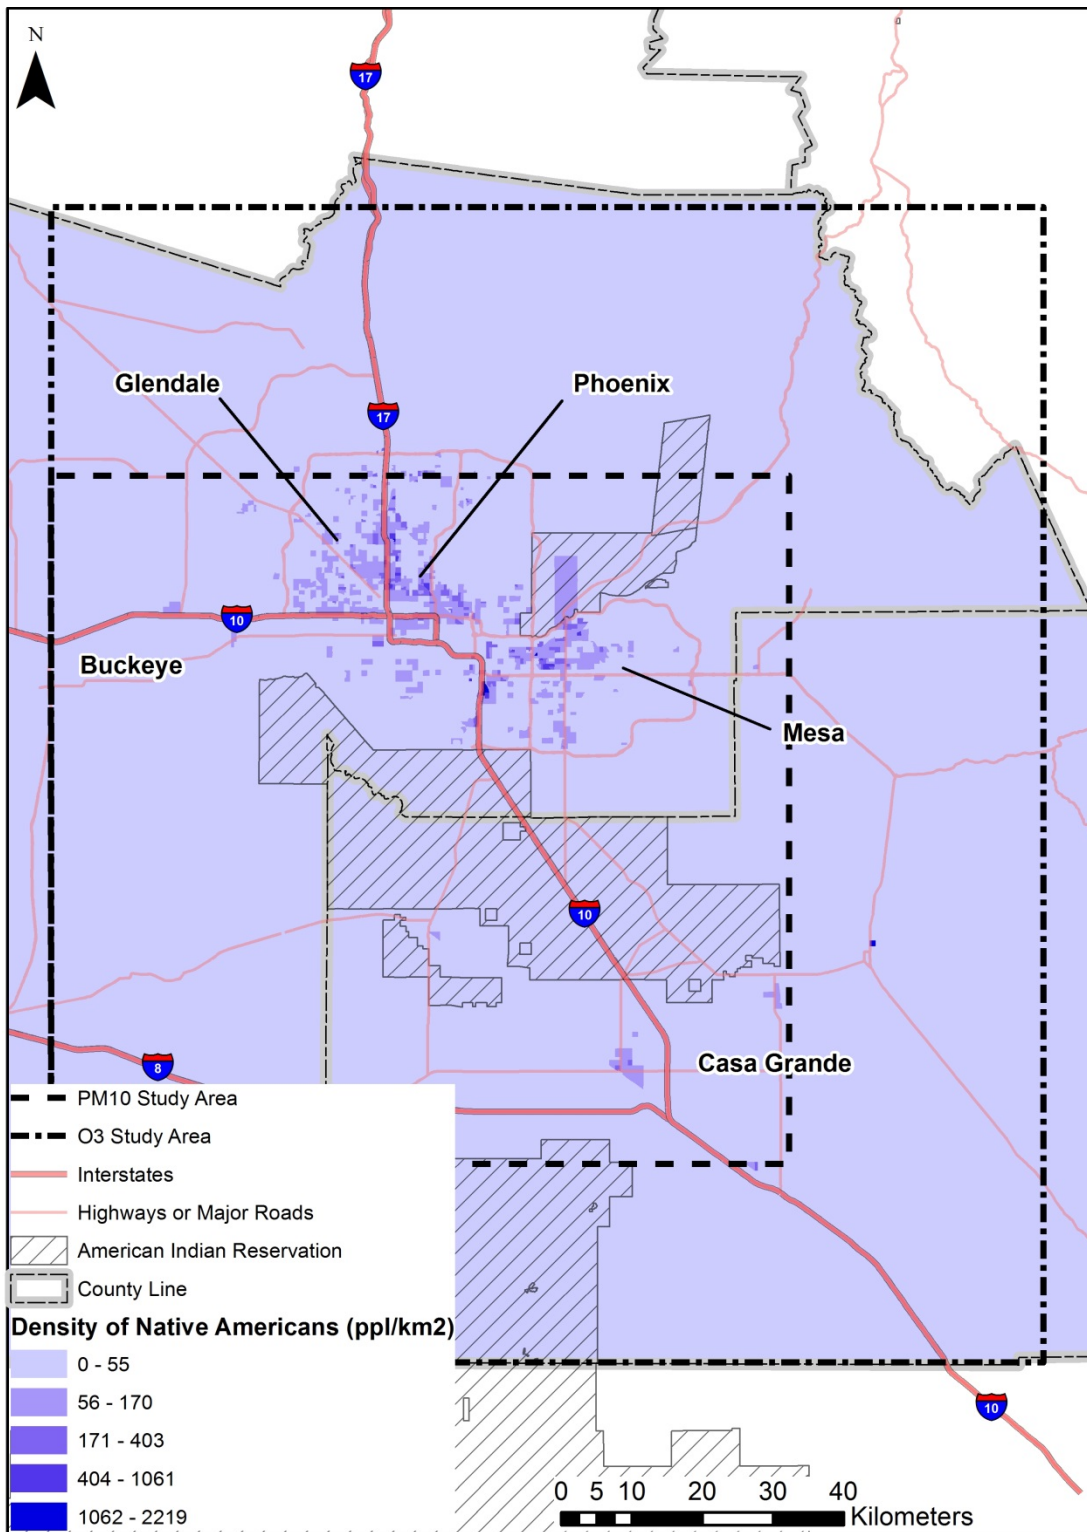 N
17
Glendale
Phoenix
17
10
Buckeye
Mesa
10
8
Casa Grande
PM10 Study Area
O3 Study Area
Interstates
Highways or Major Roads
American Indian Reservation
County Line
Density of Native Americans (ppl/km2)
0 - 55
56 - 170
171 - 403
404 - 1061
1062 - 2219
10
0 5 10 20 30 40
Kilometers